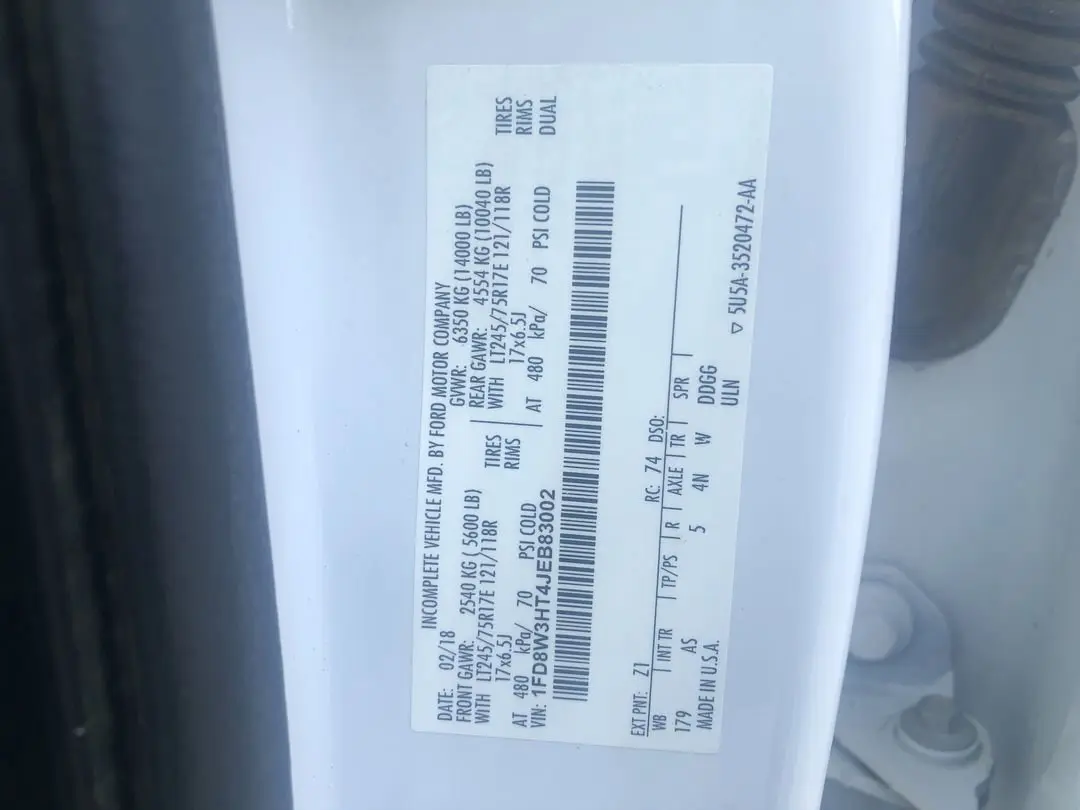 INCOMPLETE VEHICLE MFD. BY FORD MOTOR COMPANY
DATE: 02/18 GVWR: 6350 KG (14000 LB)
FRONT GAWR: 2540 KG ( 5600 LB) REAR GAWR: 4554 KG (10040 LB)
WITH LT245/75R17E 121/118R TIRES WITH LT245/75R17E 121/118R TIRES
17x6.5J RIMS 17x6.5J RIMS
AT 480 kPa/ 70 PSI COLD AT 480 kPa/ 70 PSI COLD DUAL
VIN: 1FD8W3HT4JEB83002
EXT PNT: Z1 RC: 74 DSO:
WB INT TR TP/PS R AXLE TR SPR
179 AS 5 4N W DDGG
MADE IN U.S.A. ULN
▽ 5U5A-3520472-AA